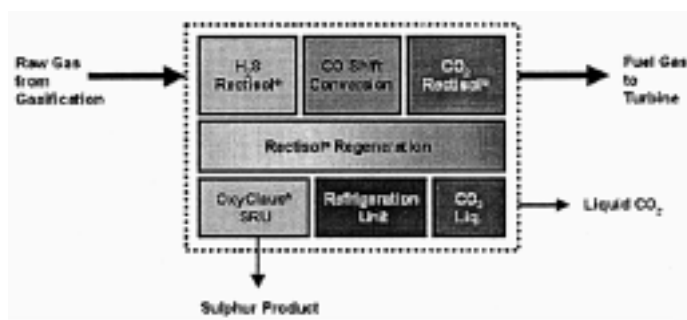 Raw Gas
from
Gasification
H₂S
Rectisol®
CO Shift
Conversion
CO₂
Rectisol®
Fuel Gas
to
Turbine
Rectisol® Regeneration
OxyClaus®
SRU
Refrigeration
Unit
CO₂
Liq.
Liquid CO₂
Sulphur Product